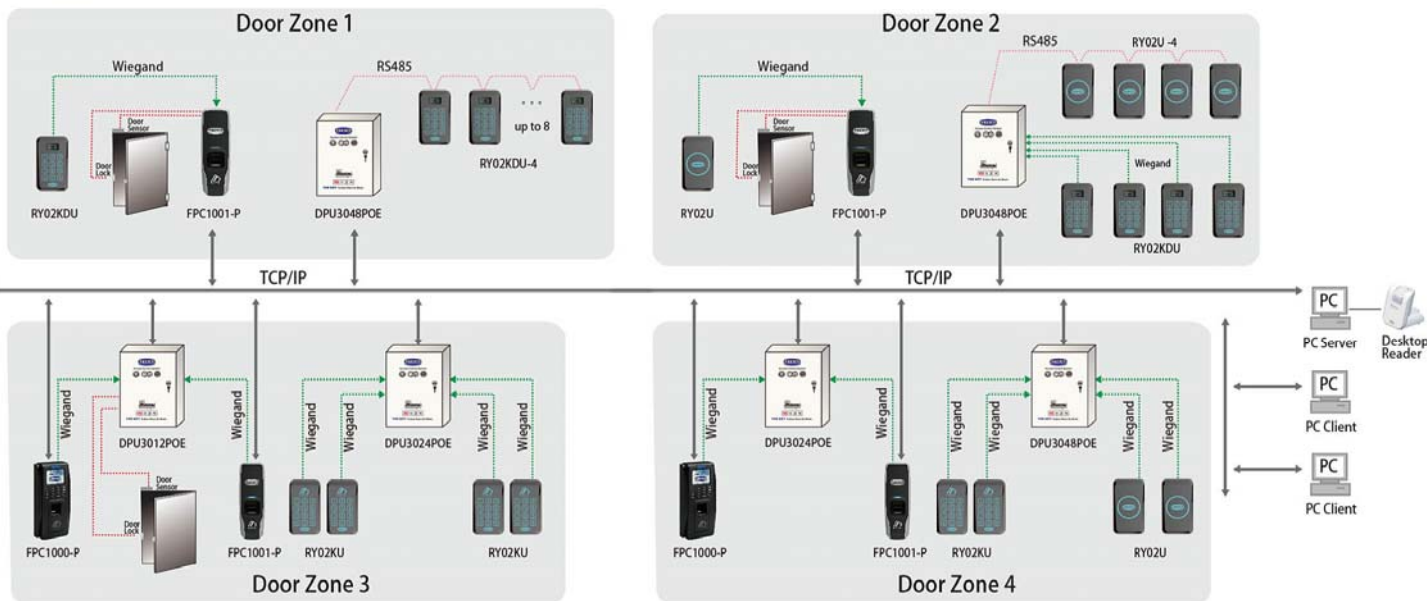 Door Zone 1
Wiegand
RS485
Door
Sensor
Door
Lock
up to 8
RY02KDU-4
RY02KDU
FPC1001-P
DPU3048POE
Door Zone 2
Wiegand
RS485
RY02U -4
Door
Sensor
Door
Lock
Wiegand
RY02U
FPC1001-P
DPU3048POE
RY02KDU
TCP/IP
TCP/IP
PC
PC Server
Desktop
Reader
PC
PC Client
PC
PC Client
Wiegand
DPU3012POE
Wiegand
Wiegand
Wiegand
DPU3024POE
Wiegand
Wiegand
Door
Sensor
Door
Lock
FPC1000-P
FPC1001-P
RY02KU
RY02KU
Door Zone 3
Wiegand
DPU3024POE
Wiegand
Wiegand
Wiegand
DPU3048POE
Wiegand
Wiegand
FPC1000-P
FPC1001-P
RY02KU
RY02U
Door Zone 4